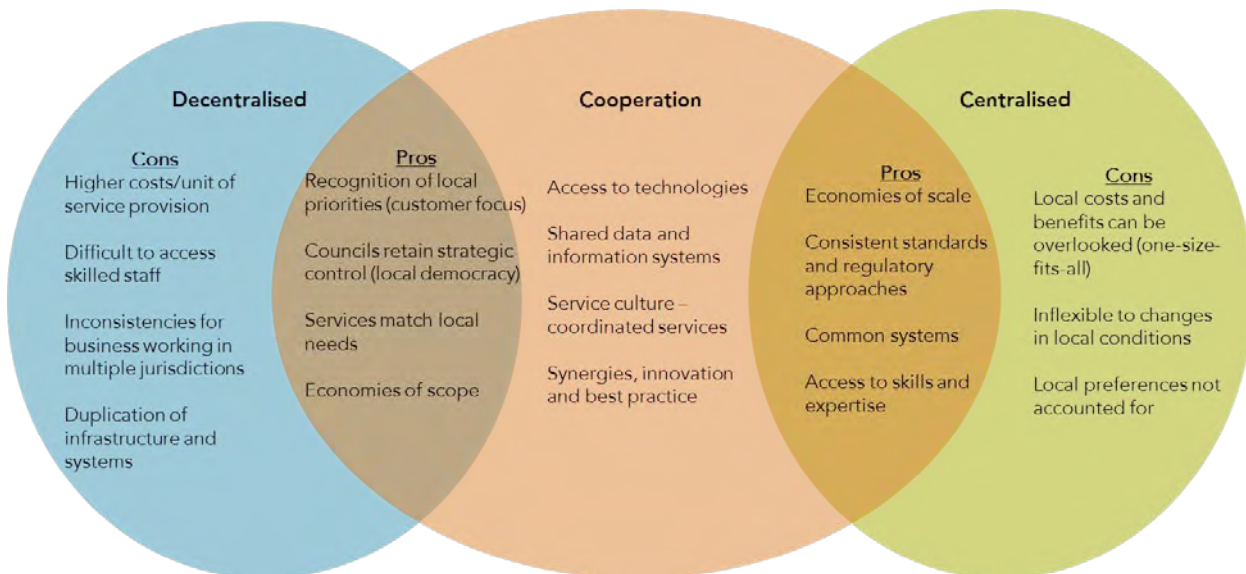 Decentralised
Cooperation
Centralised
Cons
Higher costs/unit of
service provision
Difficult to access
skilled staff
Inconsistencies for
business working in
multiple jurisdictions
Duplication of
infrastructure and
systems
Pros
Recognition of local
priorities (customer focus)
Councils retain strategic
control (local democracy)
Services match local
needs
Economies of scope
Access to technologies
Shared data and
information systems
Service culture –
coordinated services
Synergies, innovation
and best practice
Pros
Economies of scale
Consistent standards
and regulatory
approaches
Common systems
Access to skills and
expertise
Cons
Local costs and
benefits can be
overlooked (one-size-
fits-all)
Inflexible to changes
in local conditions
Local preferences not
accounted for